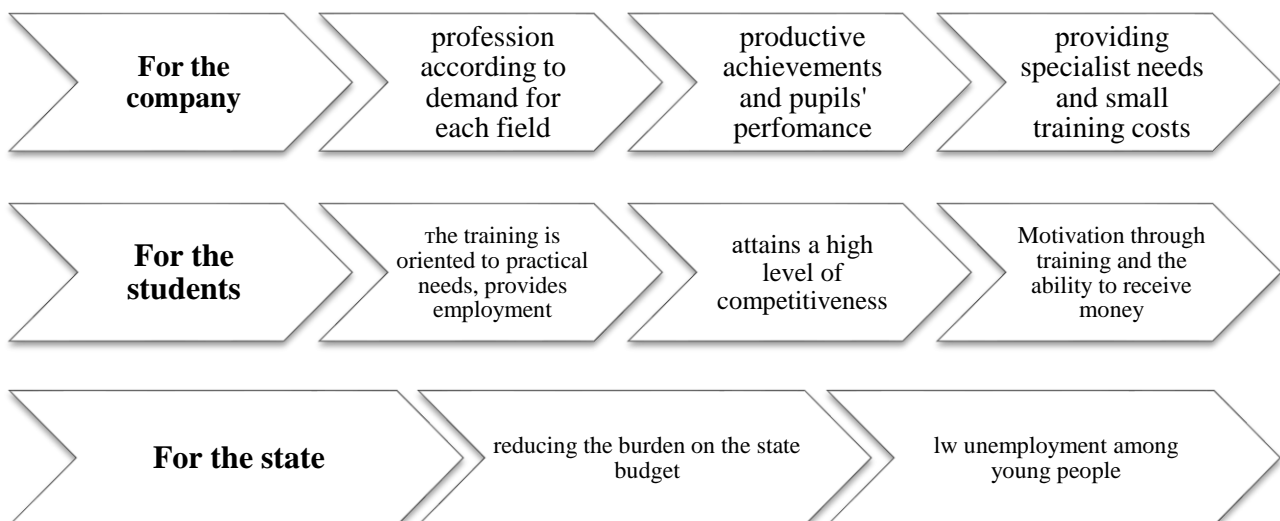 For the
company
profession
according to
demand for
each field
productive
achievements
and pupils'
perfomance
providing
specialist needs
and small
training costs
For the
students
тhe training is
oriented to practical
needs, provides
employment
attains a high
level of
competitiveness
Motivation through
training and the
ability to receive
money
For the state
reducing the burden on the state
budget
lw unemployment among
young people